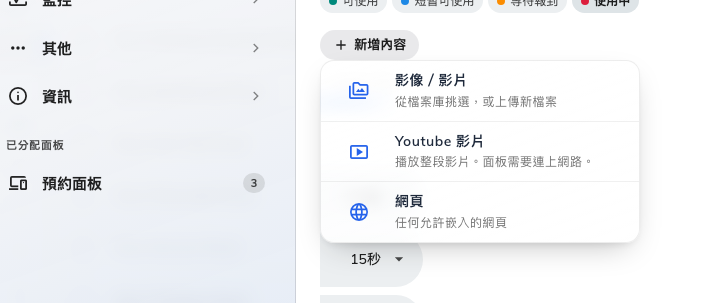 監控
其他
資訊
已分配面板
預約面板
3
可使用
短暫可使用
等待報到
使用中
+ 新增內容
影像 / 影片
從檔案庫挑選，或上傳新檔案
Youtube 影片
播放整段影片。面板需要連上網路。
網頁
任何允許嵌入的網頁
15秒